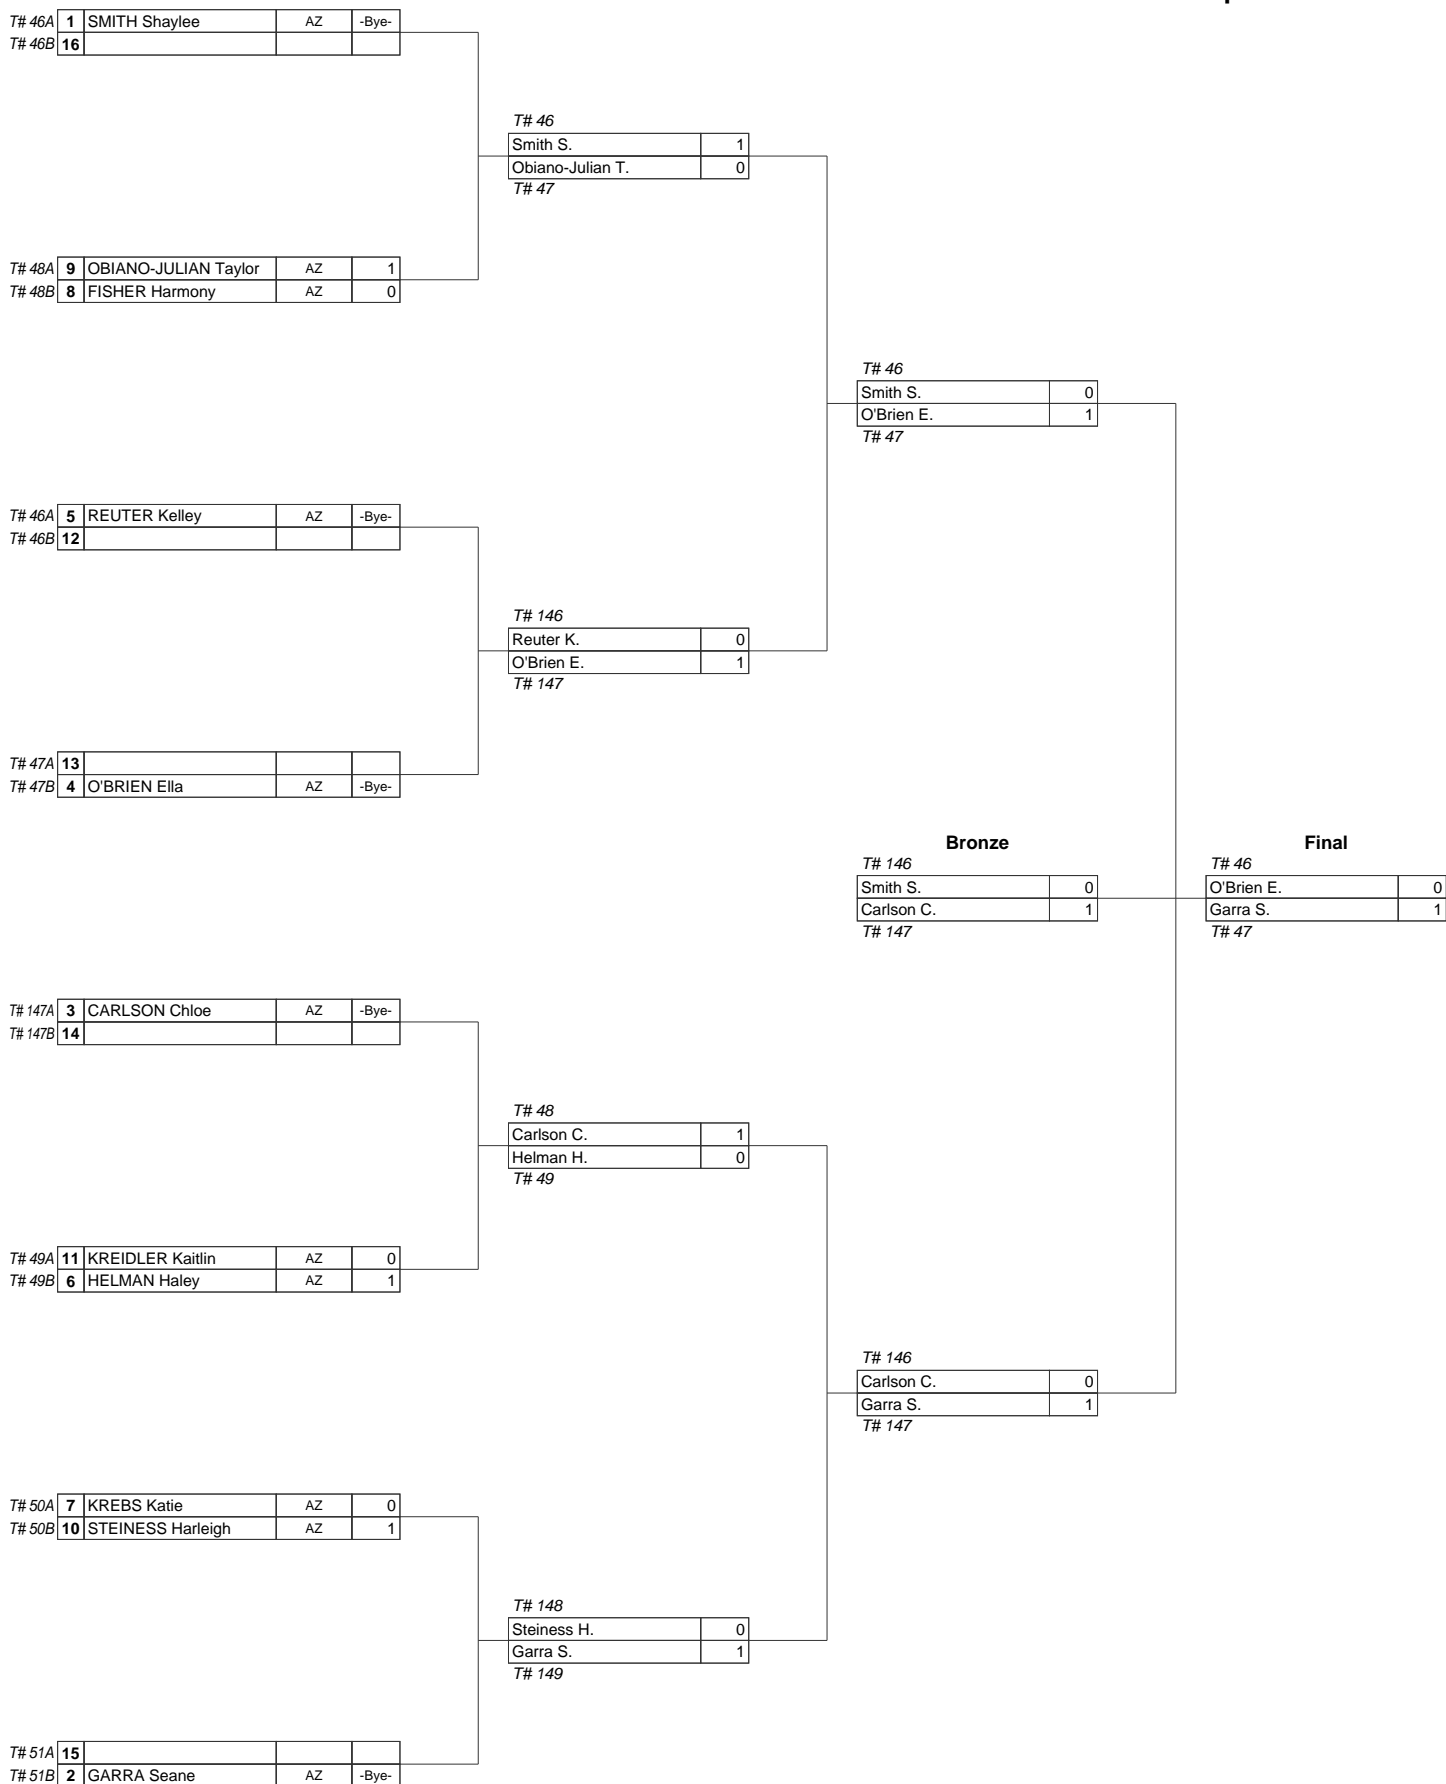 T# 46A 1 SMITH Shaylee AZ -Bye-
T# 46B 16
T# 46
Smith S. 1
Obiano-Julian T. 0
T# 47
T# 48A 9 OBIANO-JULIAN Taylor AZ 1
T# 48B 8 FISHER Harmony AZ 0
T# 46
Smith S. 0
O'Brien E. 1
T# 47
T# 46A 5 REUTER Kelley AZ -Bye-
T# 46B 12
T# 146
Reuter K. 0
O'Brien E. 1
T# 147
T# 47A 13
T# 47B 4 O'BRIEN Ella AZ -Bye-
Bronze Final
T# 146 T# 46
Smith S. 0 O'Brien E. 0
Carlson C. 1 Garra S. 1
T# 147 T# 47
T# 147A 3 CARLSON Chloe AZ -Bye-
T# 147B 14
T# 48
Carlson C. 1
Helman H. 0
T# 49
T# 49A 11 KREIDLER Kaitlin AZ 0
T# 49B 6 HELMAN Haley AZ 1
T# 146
Carlson C. 0
Garra S. 1
T# 147
T# 50A 7 KREBS Katie AZ 0
T# 50B 10 STEINESS Harleigh AZ 1
T# 148
Steiness H. 0
Garra S. 1
T# 149
T# 51A 15
T# 51B 2 GARRA Seane AZ -Bye-